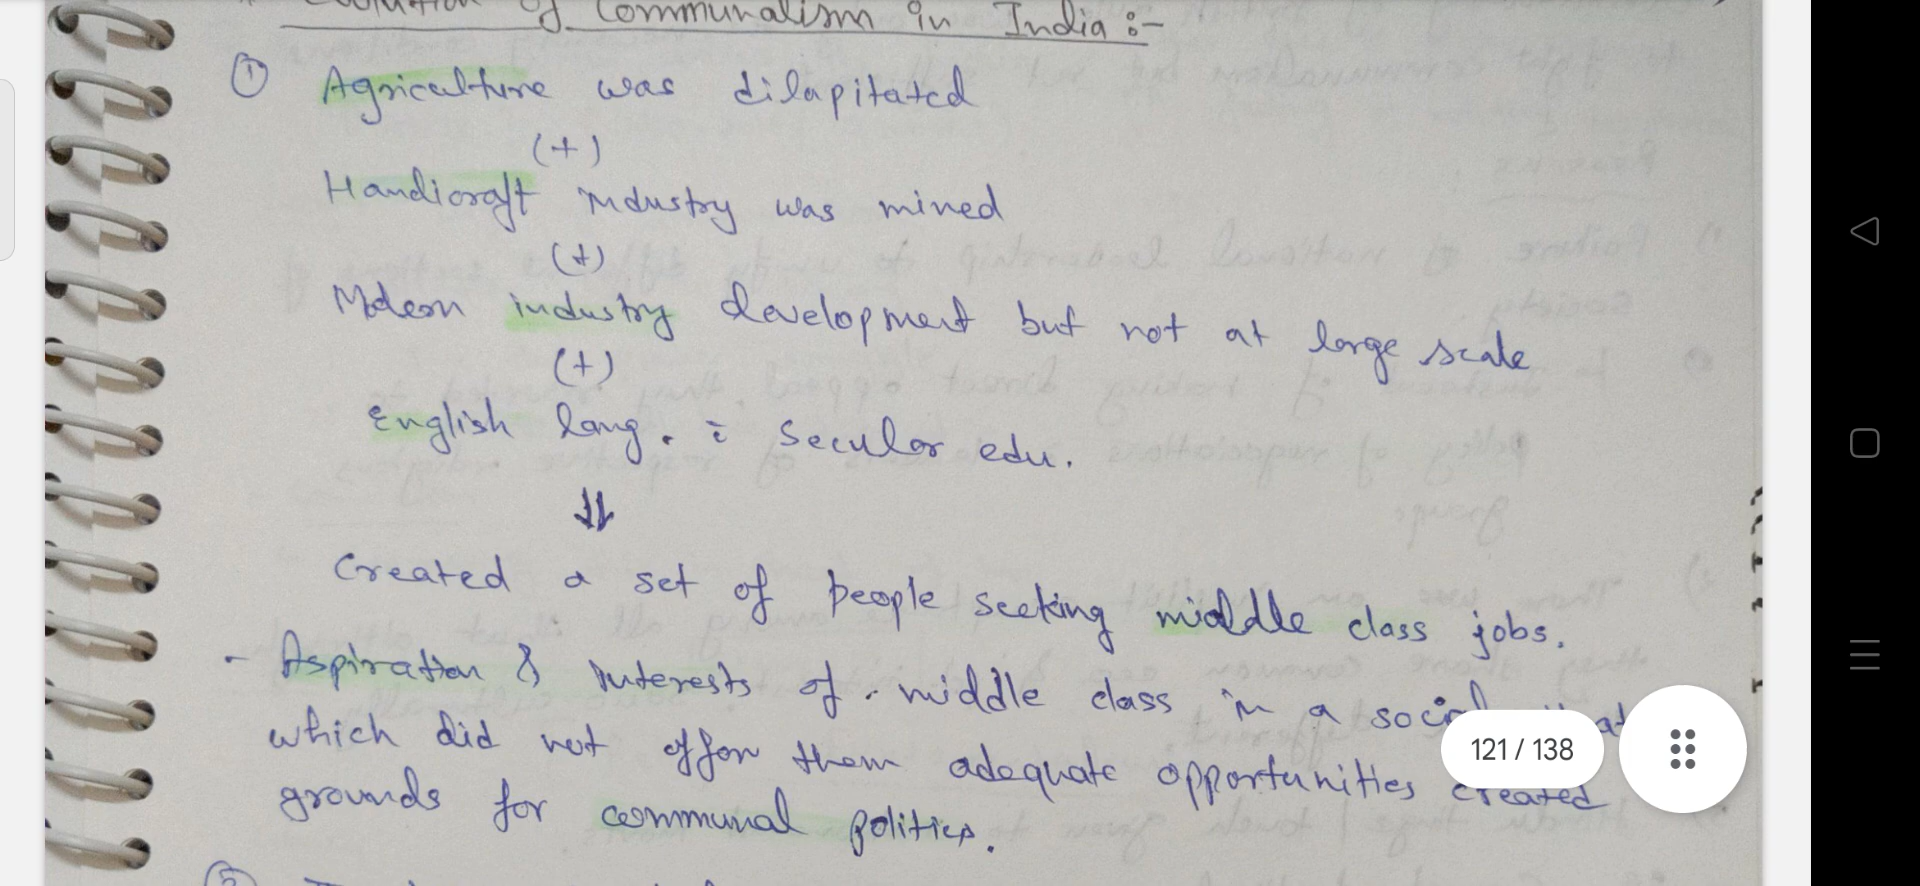 Evolution of Communalism in India :-
① Agriculture was dilapitated
(+)
Handicraft industry was ruined
(+)
Modern industry development but not at large scale
(+)
English lang. & secular edu.
⇓
Created a set of people seeking middle class jobs.
- Aspiration & interests of middle class in a social
which did not offer them adequate opportunities created
grounds for communal politics.
121 / 138
②